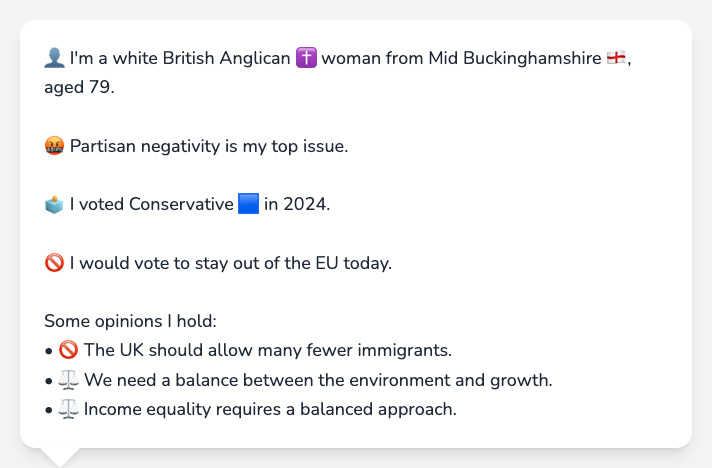 👤 I'm a white British Anglican ✝️ woman from Mid Buckinghamshire 🏴󠁧󠁢󠁥󠁮󠁧󠁿,
aged 79.
🤬 Partisan negativity is my top issue.
🗳️ I voted Conservative 🟦 in 2024.
🚫 I would vote to stay out of the EU today.
Some opinions I hold:
• 🚫 The UK should allow many fewer immigrants.
• ⚖️ We need a balance between the environment and growth.
• ⚖️ Income equality requires a balanced approach.